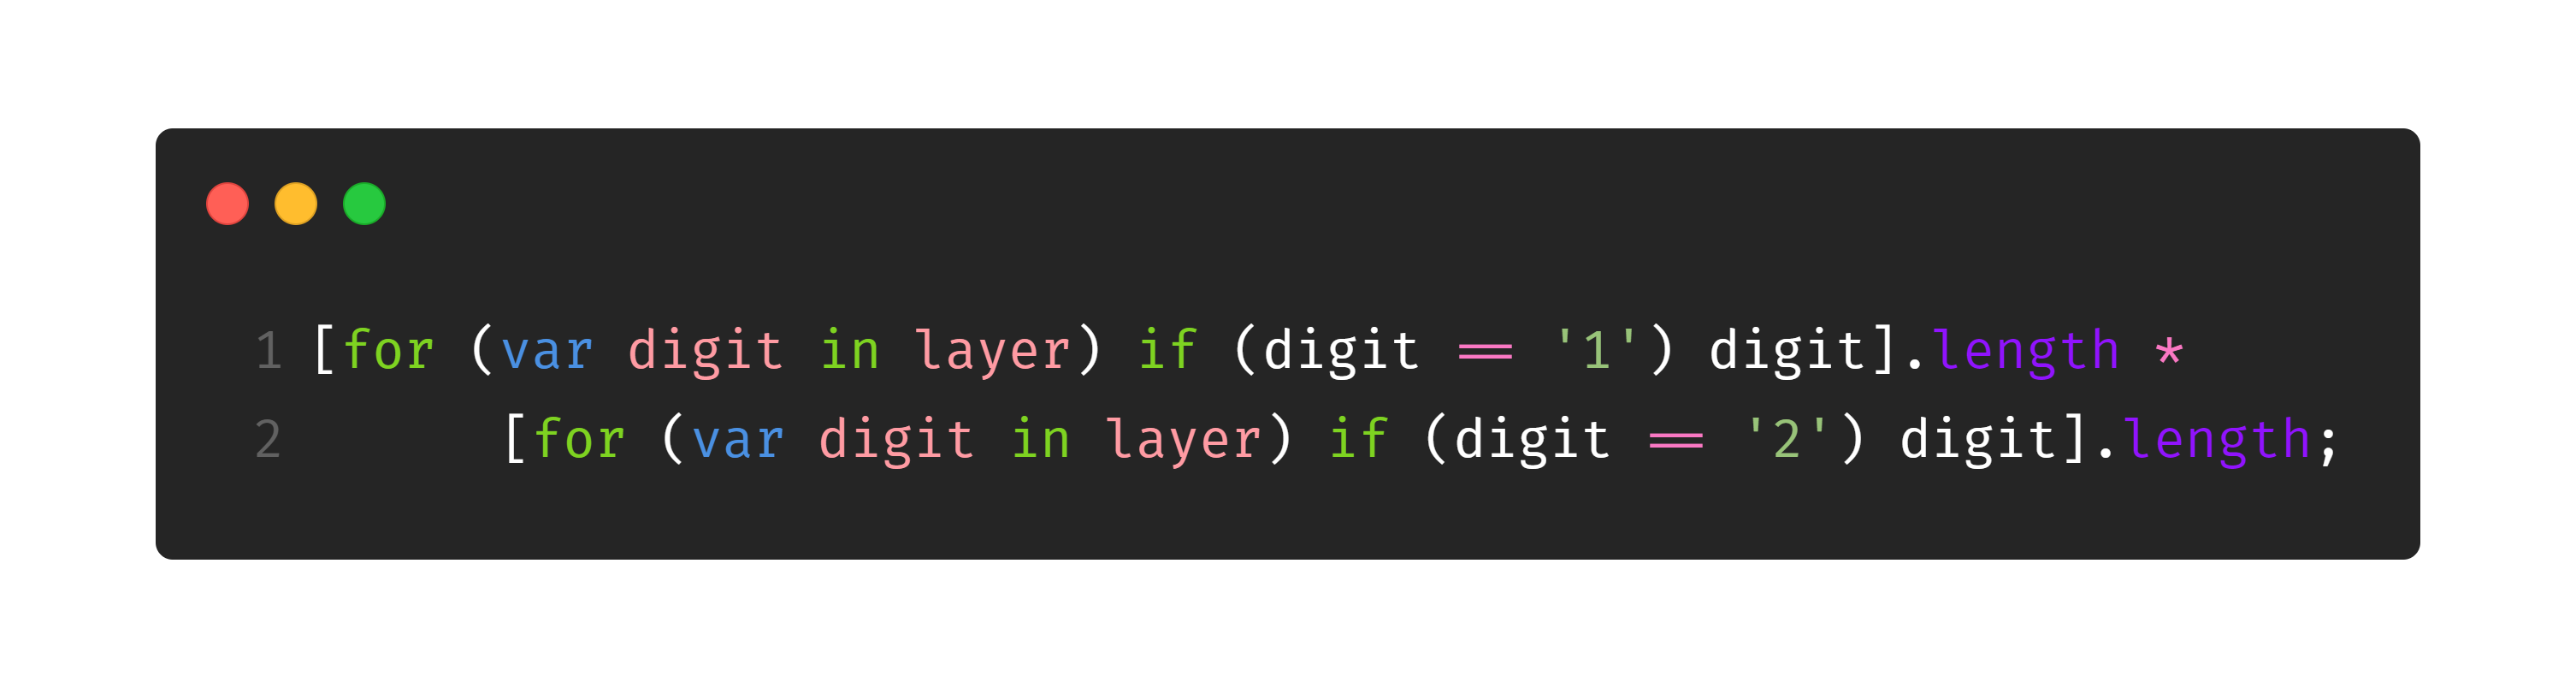 1 [for (var digit in layer) if (digit == '1') digit].length *
2       [for (var digit in layer) if (digit == '2') digit].length;